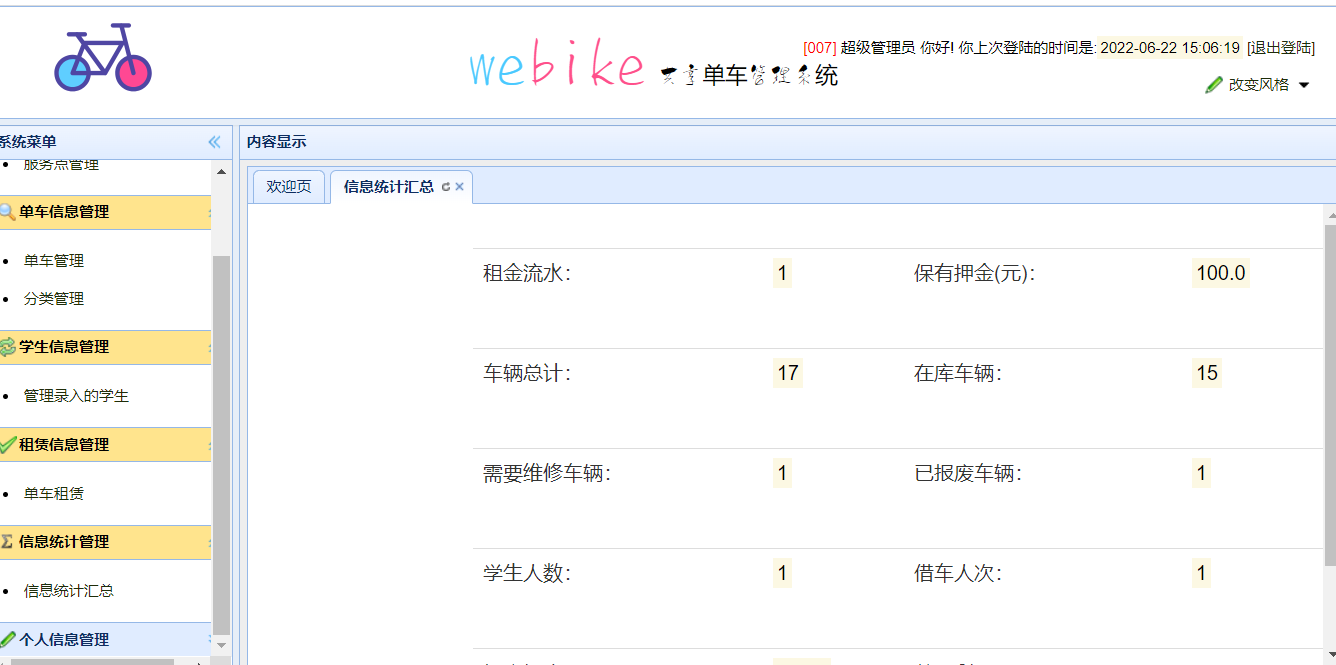 [007] 超级管理员 你好! 你上次登陆的时间是: 2022-06-22 15:06:19 [退出登陆]
webike 共享单车管理系统
改变风格
系统菜单
内容显示
服务点管理
欢迎页
信息统计汇总
单车信息管理
单车管理
分类管理
学生信息管理
管理录入的学生
租赁信息管理
单车租赁
信息统计管理
信息统计汇总
个人信息管理
租金流水: 1 保有押金(元): 100.0
车辆总计: 17 在库车辆: 15
需要维修车辆: 1 已报废车辆: 1
学生人数: 1 借车人次: 1